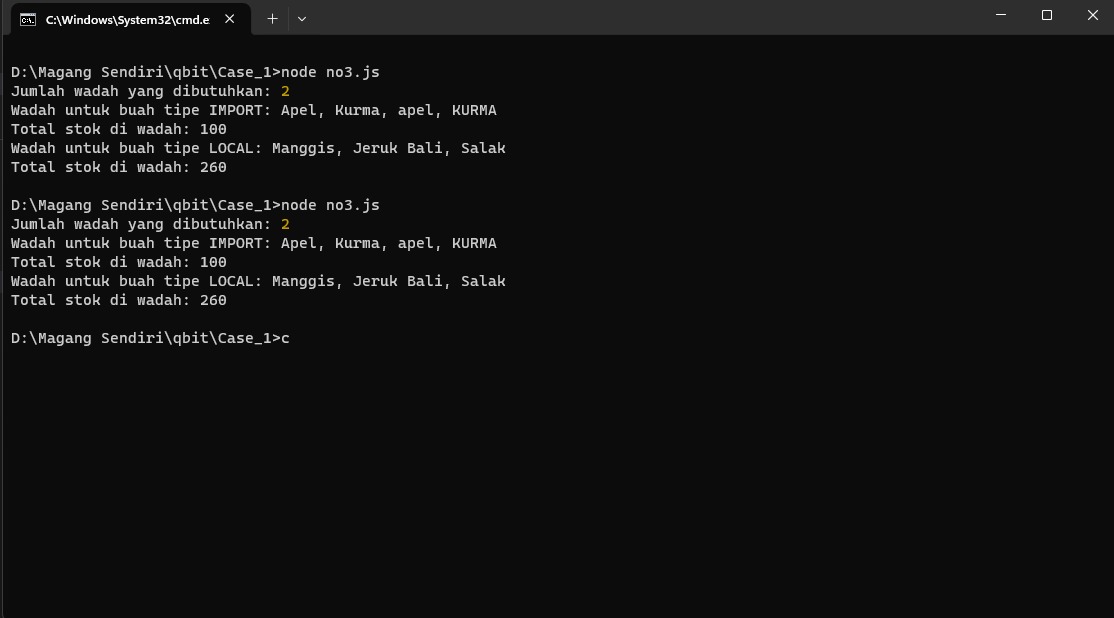 C:\Windows\System32\cmd.e
D:\Magang Sendiri\qbit\Case_1>node no3.js
Jumlah wadah yang dibutuhkan: 2
Wadah untuk buah tipe IMPORT: Apel, Kurma, apel, KURMA
Total stok di wadah: 100
Wadah untuk buah tipe LOCAL: Manggis, Jeruk Bali, Salak
Total stok di wadah: 260
D:\Magang Sendiri\qbit\Case_1>node no3.js
Jumlah wadah yang dibutuhkan: 2
Wadah untuk buah tipe IMPORT: Apel, Kurma, apel, KURMA
Total stok di wadah: 100
Wadah untuk buah tipe LOCAL: Manggis, Jeruk Bali, Salak
Total stok di wadah: 260
D:\Magang Sendiri\qbit\Case_1>c